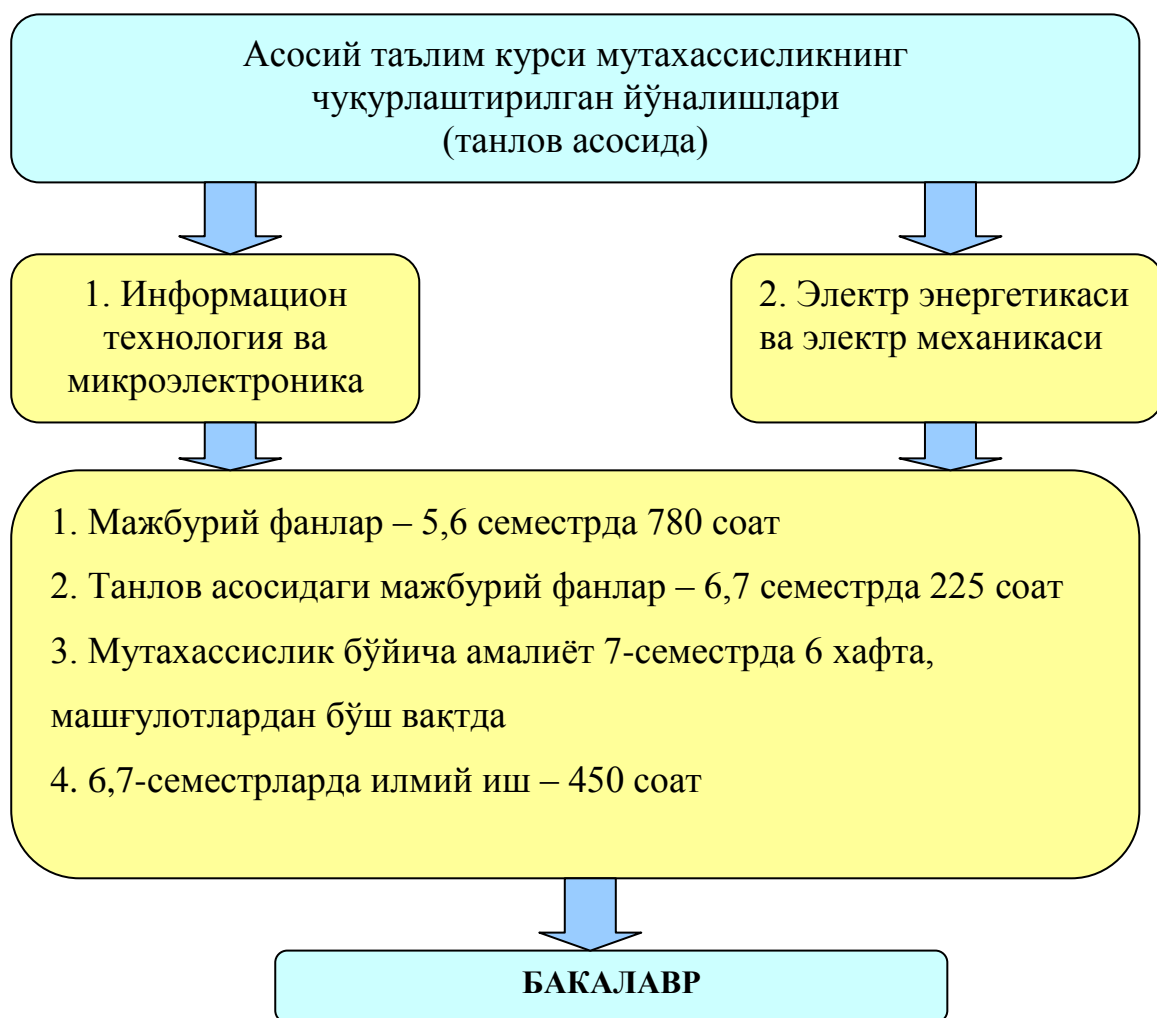 Асосий таълим курси мутахассисликнинг
чуқурлаштирилган йўналишлари
(танлов асосида)
1. Информацион
технология ва
микроэлектроника
2. Электр энергетикаси
ва электр механикаси
1. Мажбурий фанлар – 5,6 семестрда 780 соат
2. Танлов асосидаги мажбурий фанлар – 6,7 семестрда 225 соат
3. Мутахассислик бўйича амалиёт 7-семестрда 6 хафта,
машғулотлардан бўш вақтда
4. 6,7-семестрларда илмий иш – 450 соат
БАКАЛАВР